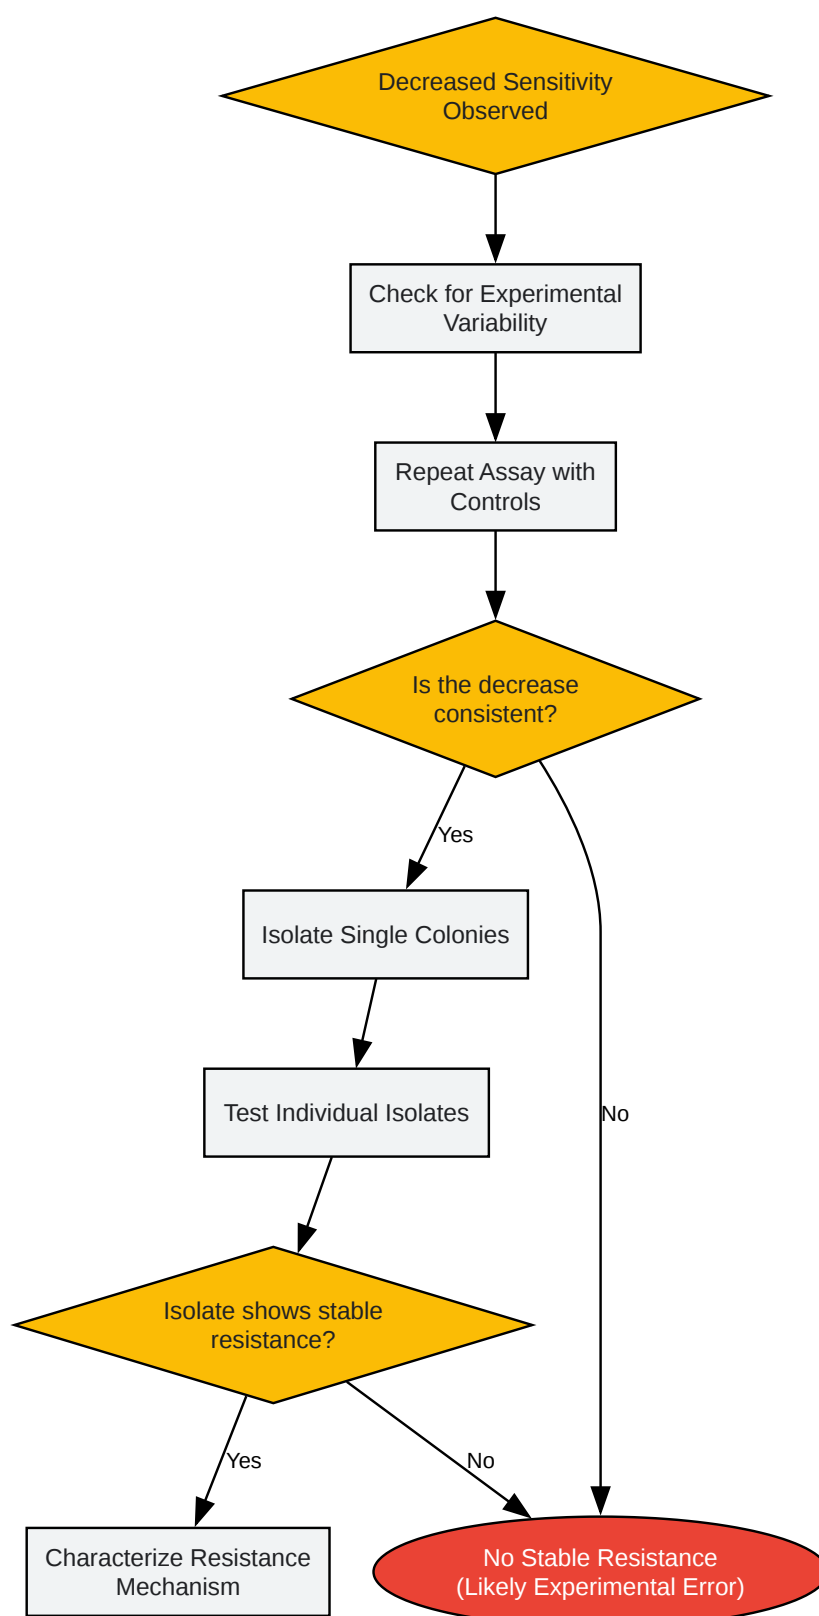 Decreased Sensitivity
Observed
Check for Experimental
Variability
Repeat Assay with
Controls
Is the decrease
consistent?
Yes
Isolate Single Colonies
Test Individual Isolates
No
Isolate shows stable
resistance?
Yes
No
Characterize Resistance
Mechanism
No Stable Resistance
(Likely Experimental Error)